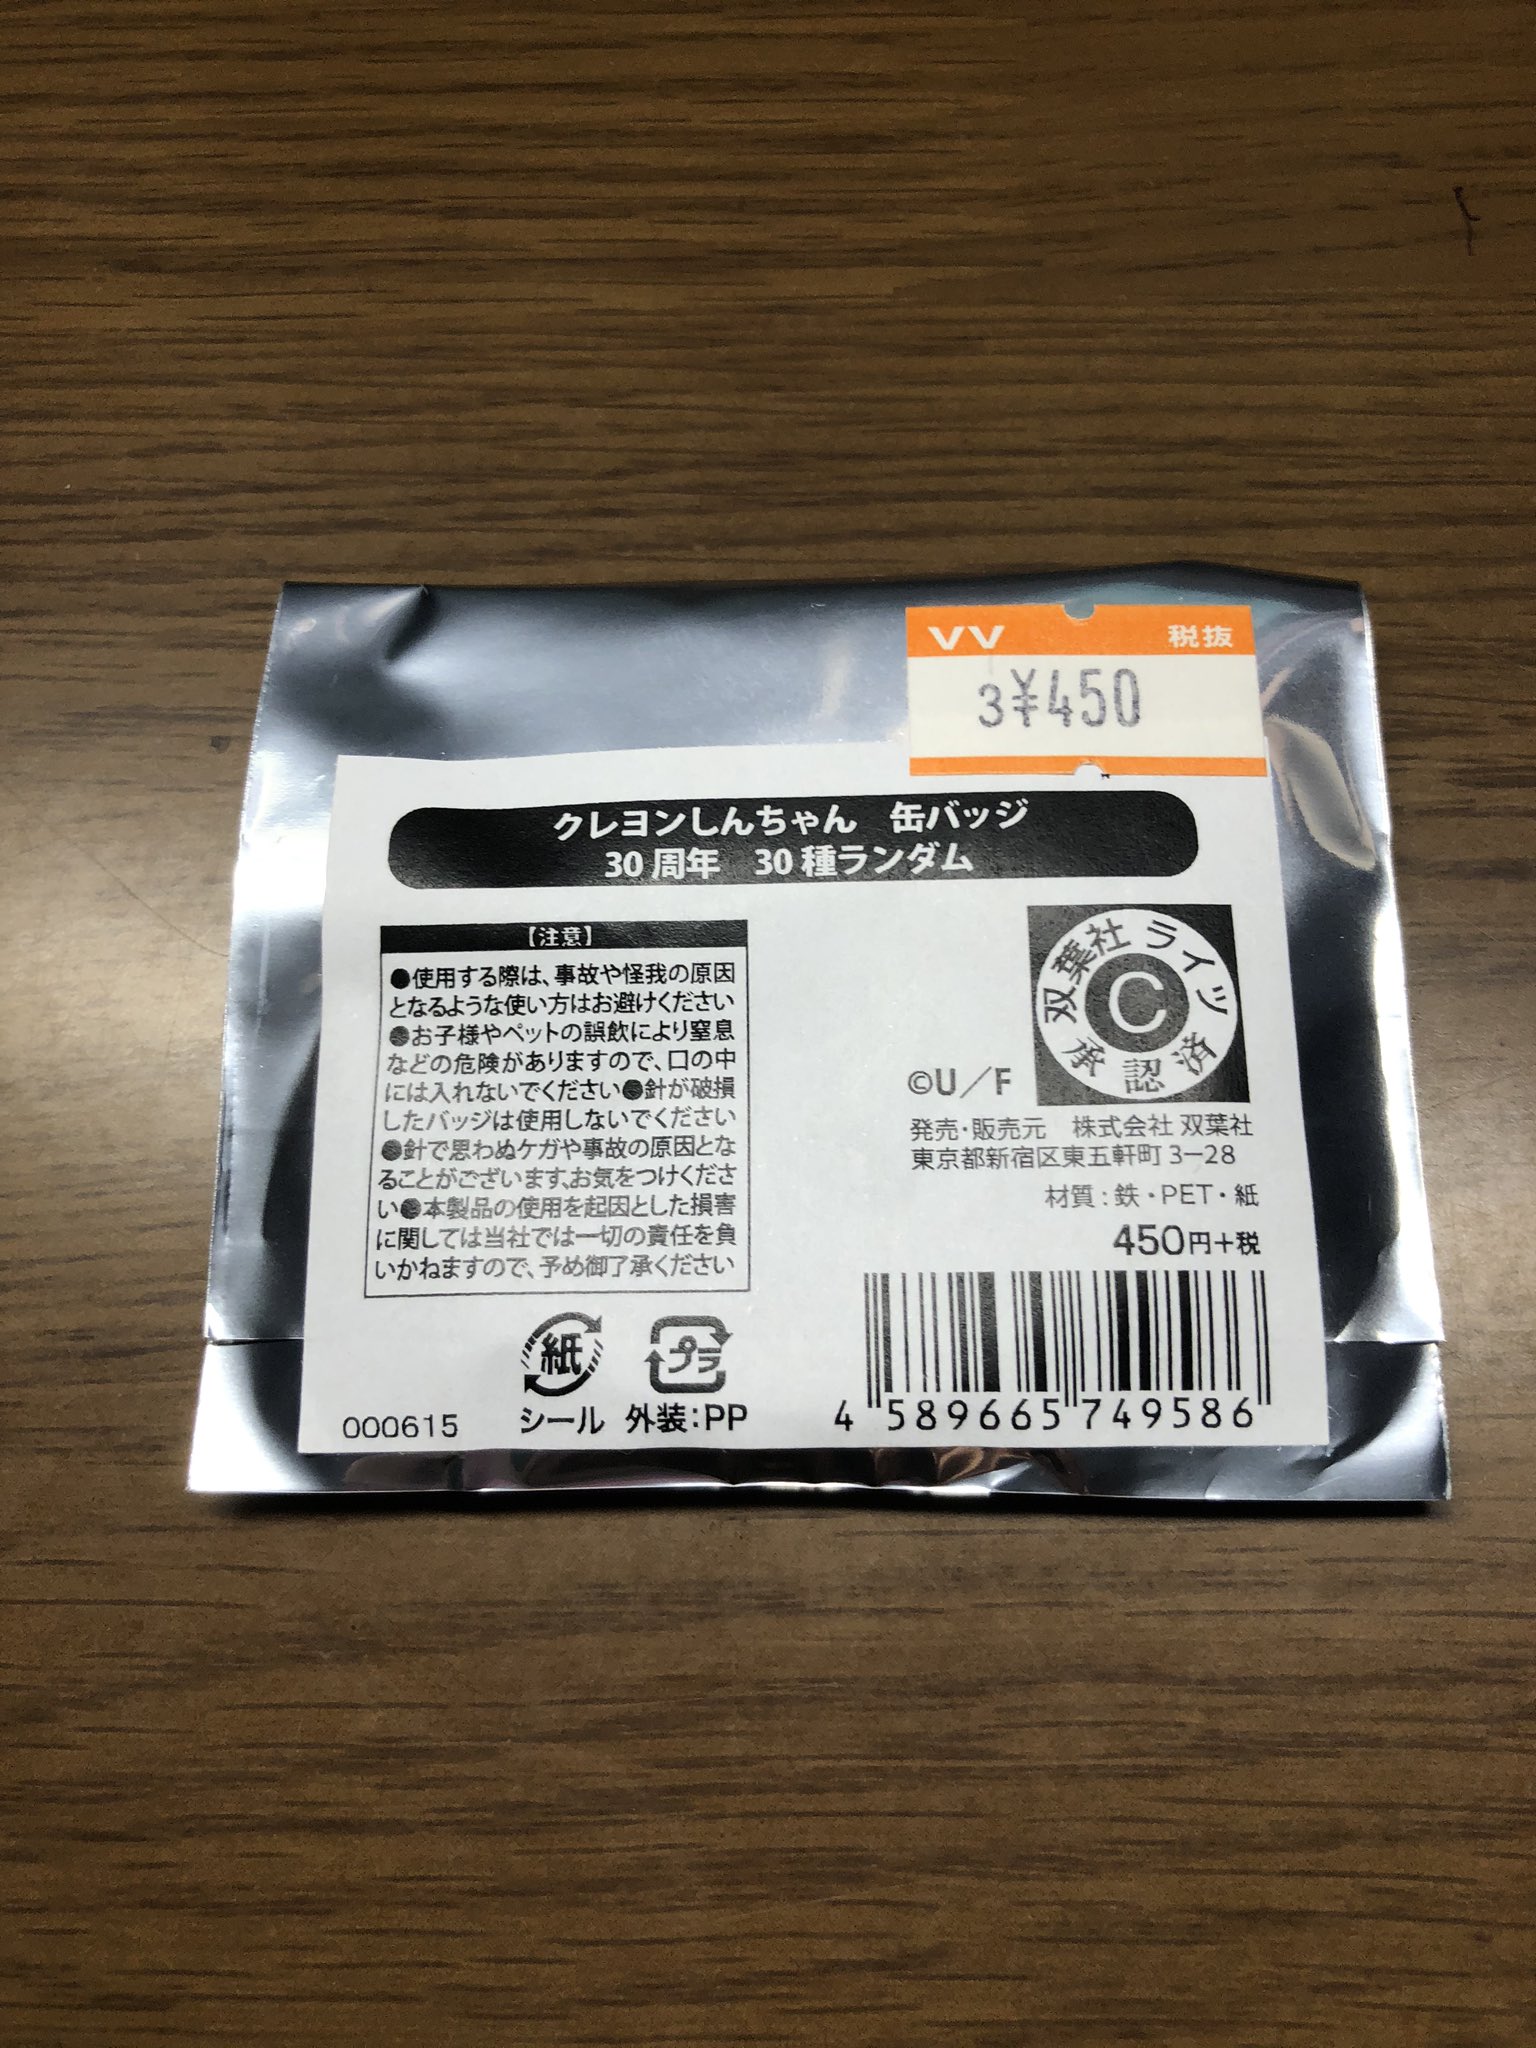 VV 税抜
3¥450
クレヨンしんちゃん 缶バッジ
30周年 30種ランダム
【注意】
●使用する際は、事故や怪我の原因
となるような使い方はお避けください
●お子様やペットの誤飲により窒息
などの危険がありますので、口の中
には入れないでください●針が破損
したバッジは使用しないでください
●針で思わぬケガや事故の原因とな
ることがございます、お気をつけくださ
い●本製品の使用を起因とした損害
に関しては当社では一切の責任を負
いかねますので、予め御了承ください
双葉社ライツ
C
承認済
©U/F
発売・販売元 株式会社 双葉社
東京都新宿区東五軒町3−28
材質:鉄・PET・紙
450円+税
紙
プラ
シール 外装:PP
000615
4 589665 749586